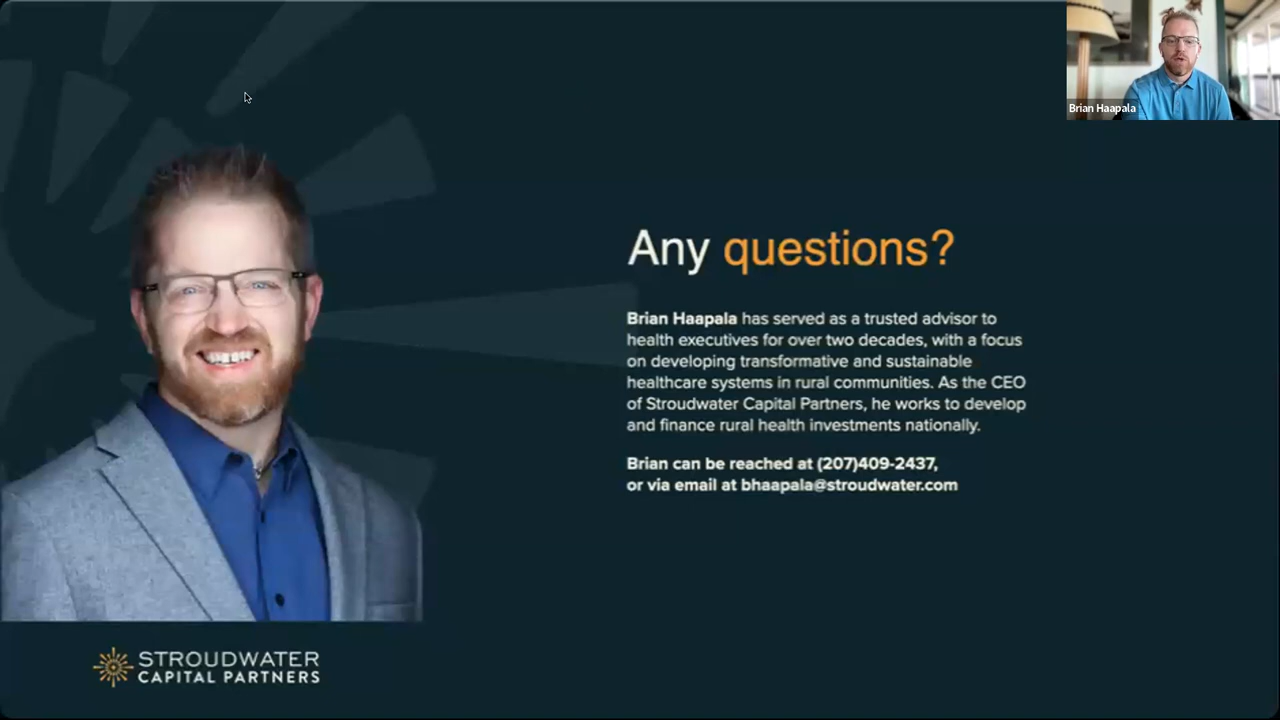 Brian Haapala
Any questions?
Brian Haapala has served as a trusted advisor to
health executives for over two decades, with a focus
on developing transformative and sustainable
healthcare systems in rural communities. As the CEO
of Stroudwater Capital Partners, he works to develop
and finance rural health investments nationally.
Brian can be reached at (207)409-2437,
or via email at bhaapala@stroudwater.com
STROUDWATER
CAPITAL PARTNERS